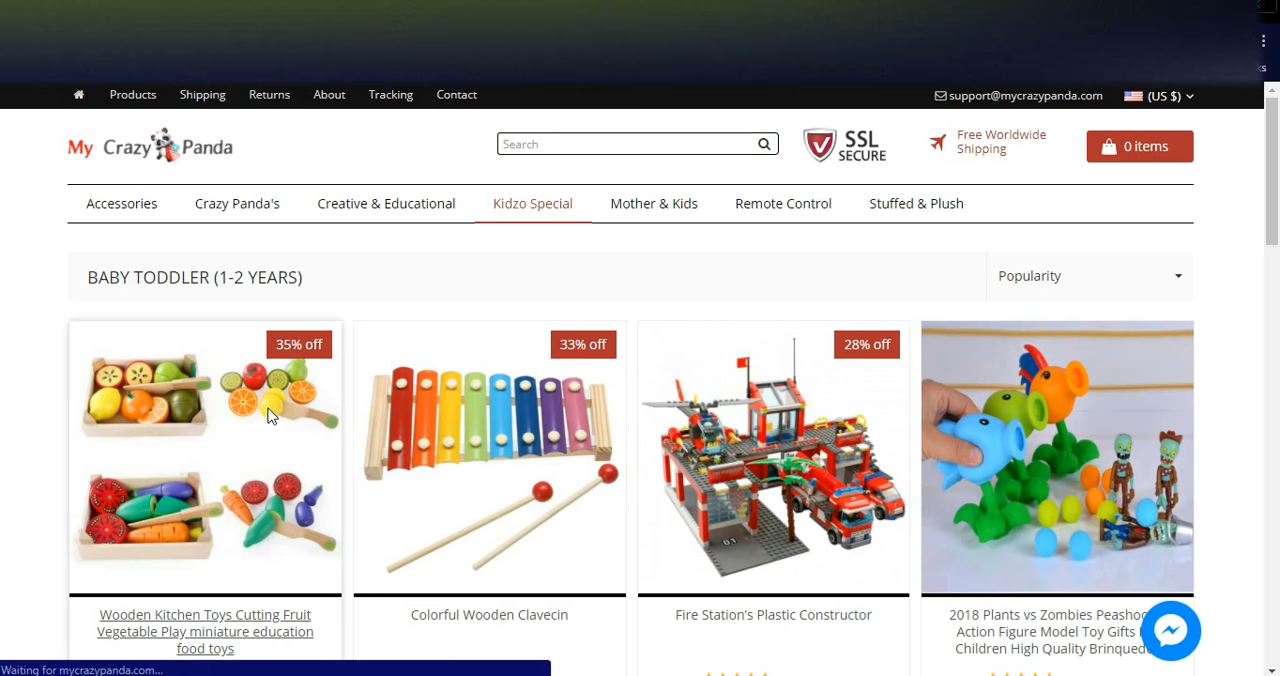 Products Shipping Returns About Tracking Contact
support@mycrazypanda.com (US $)
My Crazy Panda
Search
SSL
SECURE
Free Worldwide
Shipping
0 items
Accessories Crazy Panda's Creative & Educational Kidzo Special Mother & Kids Remote Control Stuffed & Plush
BABY TODDLER (1-2 YEARS)
Popularity
35% off
33% off
28% off
01
Wooden Kitchen Toys Cutting Fruit
Vegetable Play miniature education
food toys
Colorful Wooden Clavecin
Fire Station's Plastic Constructor
2018 Plants vs Zombies
Action Figure Model Toy Gifts
Children High Quality
Waiting for mycrazypanda.com...